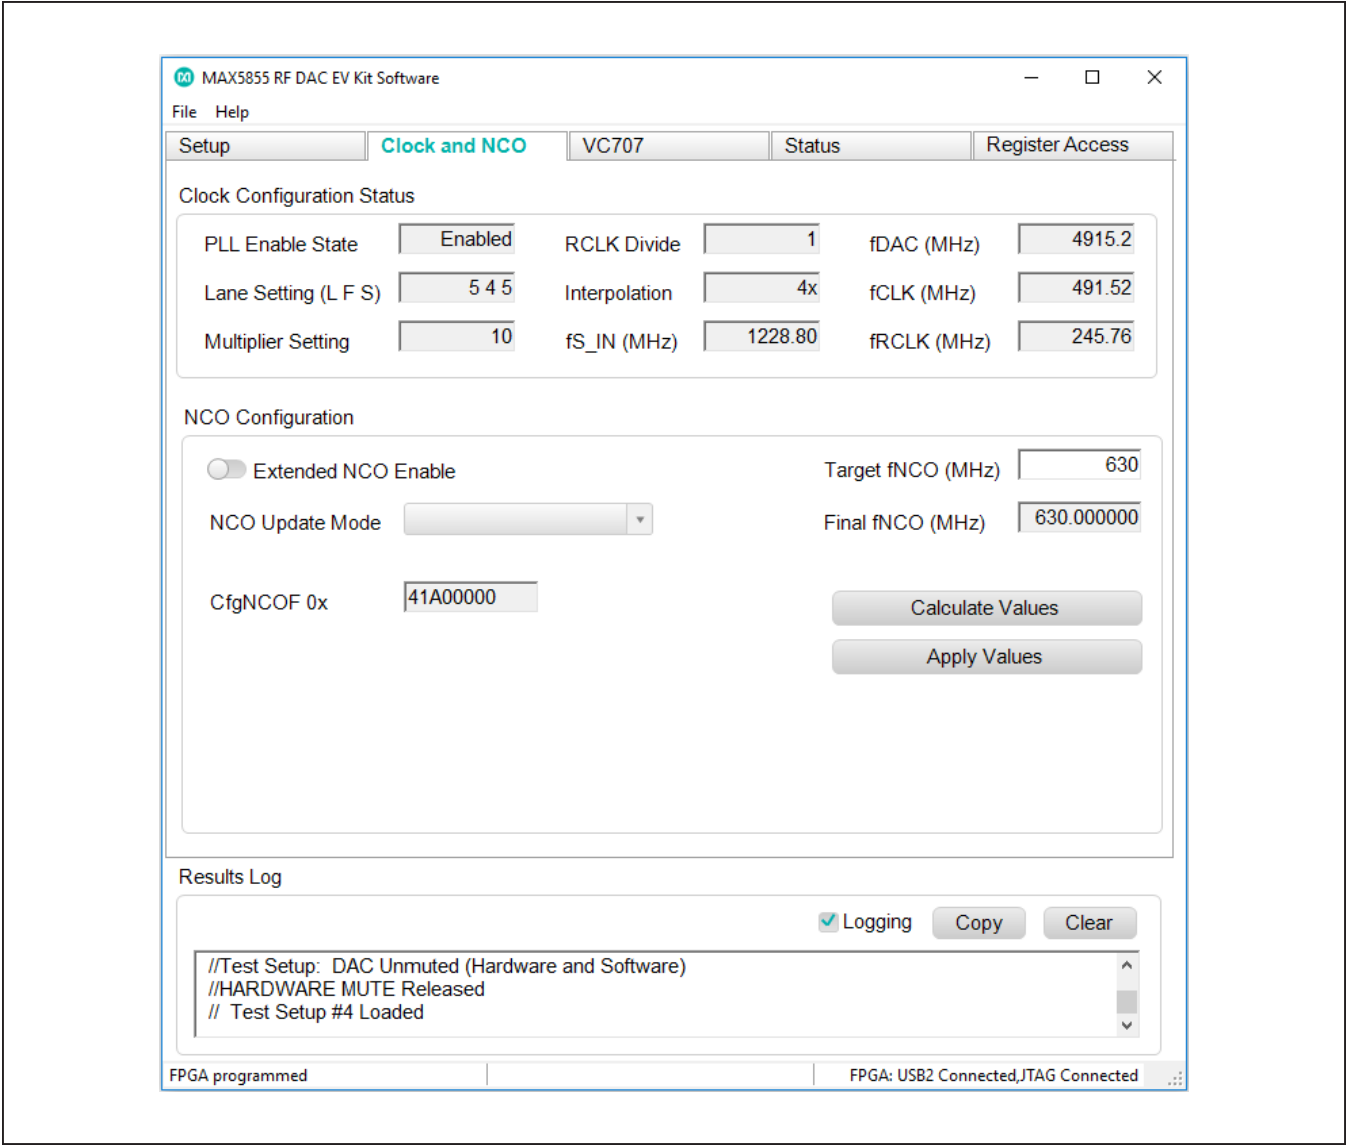 MAX5855 RF DAC EV Kit Software
File Help
Setup Clock and NCO VC707 Status Register Access
Clock Configuration Status
PLL Enable State Enabled RCLK Divide 1 fDAC (MHz) 4915.2
Lane Setting (L F S) 5 4 5 Interpolation 4x fCLK (MHz) 491.52
Multiplier Setting 10 fS_IN (MHz) 1228.80 fRCLK (MHz) 245.76
NCO Configuration
Extended NCO Enable Target fNCO (MHz) 630
NCO Update Mode Final fNCO (MHz) 630.000000
CfgNCOF 0x 41A00000 Calculate Values
Apply Values
Results Log
Logging Copy Clear
//Test Setup: DAC Unmuted (Hardware and Software)
//HARDWARE MUTE Released
// Test Setup #4 Loaded
FPGA programmed FPGA: USB2 Connected,JTAG Connected